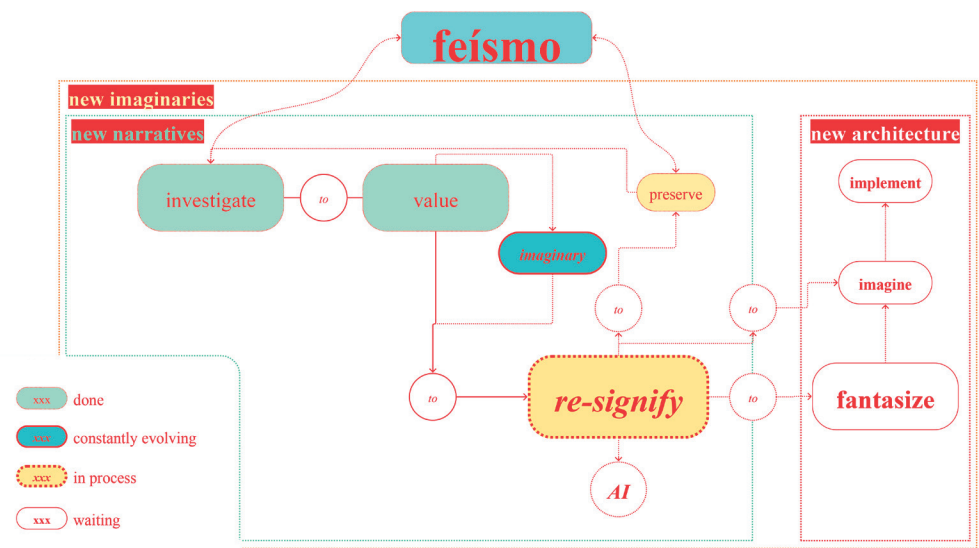 feísmo
new imaginaries
new narratives
new architecture
investigate
to
value
preserve
implement
imaginary
imagine
to
to
to
re-signify
to
fantasize
AI
xxx done
xxx constantly evolving
xxx in process
xxx waiting